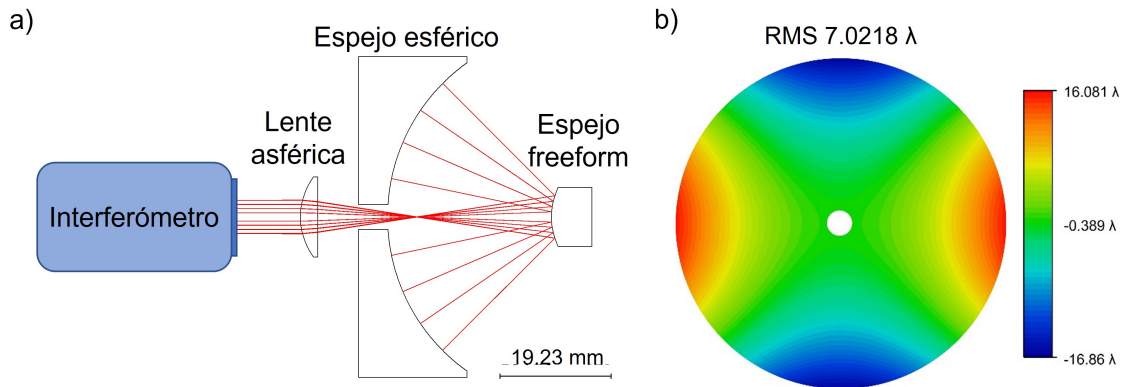 a)
Espejo esférico
Lente
asférica
Espejo
freeform
Interferómetro
19.23 mm
b)
RMS 7.0218 λ
16.081 λ
-0.389 λ
-16.86 λ